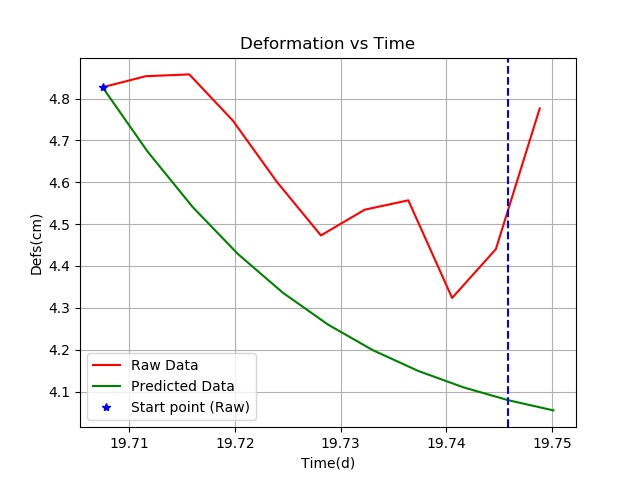 Deformation vs Time
Defs(cm)
4.8
4.7
4.6
4.5
4.4
4.3
4.2
4.1
Raw Data
Predicted Data
Start point (Raw)
19.71 19.72 19.73 19.74 19.75
Time(d)